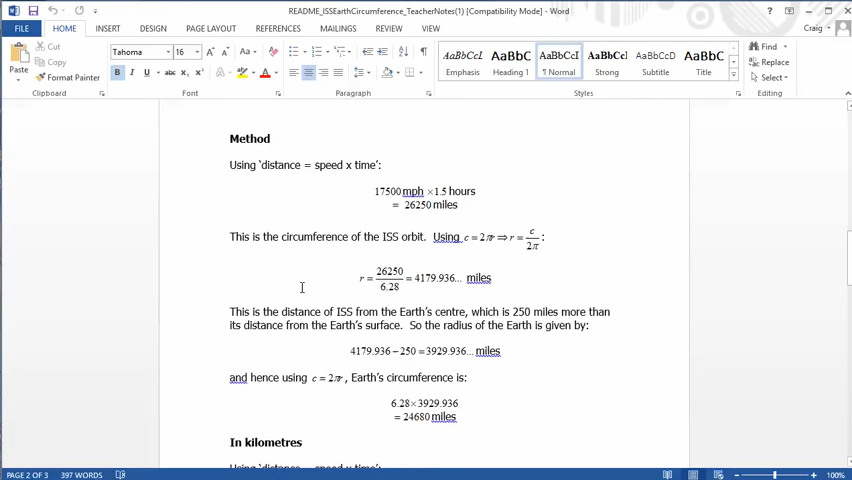 README_ISSEarthCircumference_TeacherNotes(1) [Compatibility Mode] - Word
FILE HOME INSERT DESIGN PAGE LAYOUT REFERENCES MAILINGS REVIEW VIEW Craig
Paste
Cut
Copy
Format Painter
Clipboard
Tahoma 16
Font
Paragraph
AaBbCcI AaBbC AaBbCcI AaBbCc AaBbCcD AaBb
Emphasis Heading 1 ¶ Normal Strong Subtitle Title
Styles
Find
Replace
Select
Editing
Method
Using ‘distance = speed x time’:
17500 mph ×1.5 hours
= 26250 miles
This is the circumference of the ISS orbit. Using c = 2πr ⇒ r = c/2π :
r = 26250/6.28 = 4179.936... miles
This is the distance of ISS from the Earth’s centre, which is 250 miles more than
its distance from the Earth’s surface. So the radius of the Earth is given by:
4179.936 − 250 = 3929.936... miles
and hence using c = 2πr , Earth’s circumference is:
6.28×3929.936
= 24680 miles
In kilometres
PAGE 2 OF 3 397 WORDS 100%